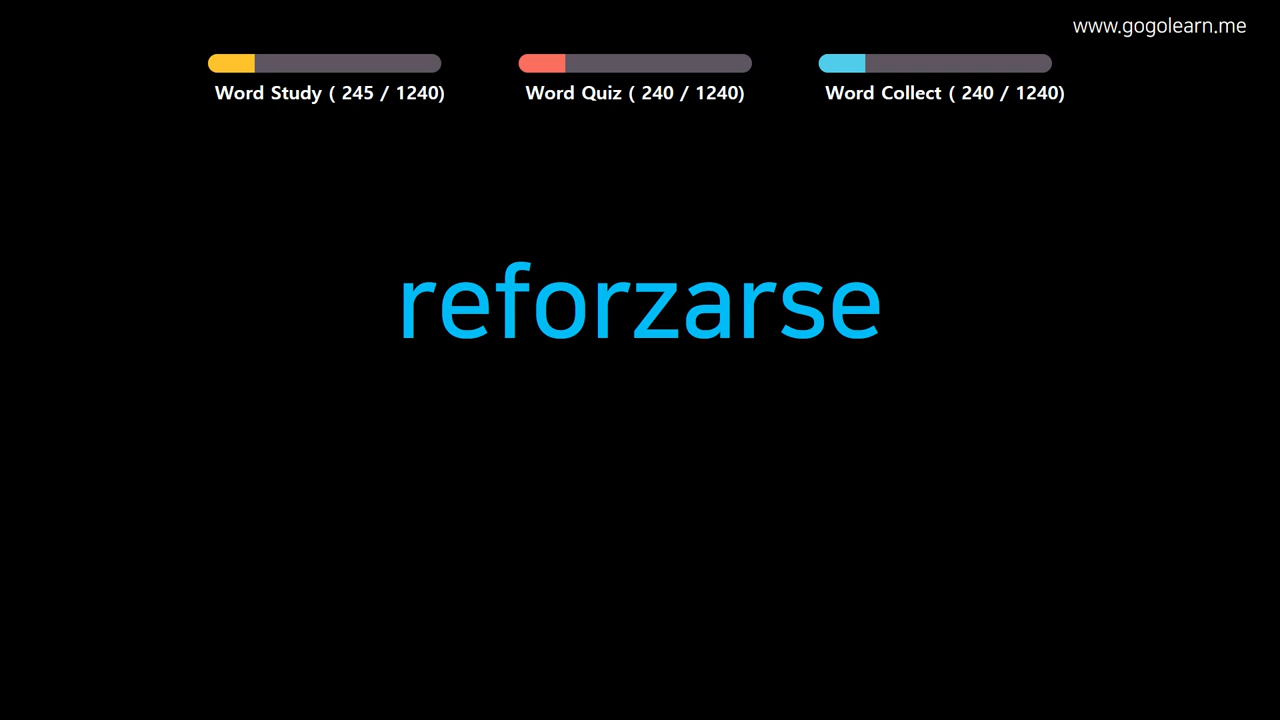 www.gogolearn.me
Word Study ( 245 / 1240)
Word Quiz ( 240 / 1240)
Word Collect ( 240 / 1240)
reforzarse